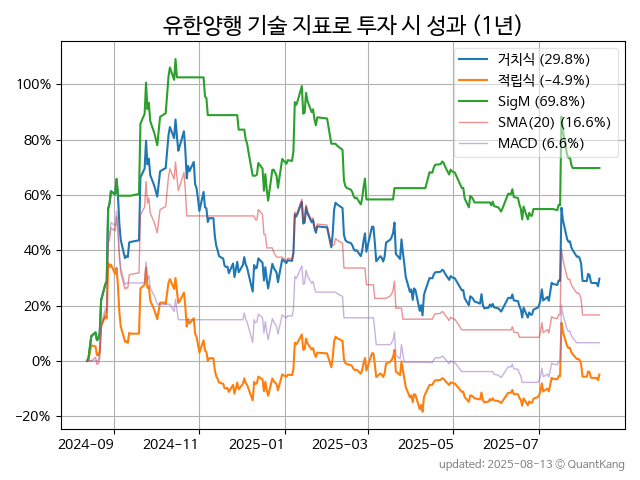 유한양행 기술 지표로 투자 시 성과 (1년)
거치식 (29.8%)
적립식 (-4.9%)
SigM (69.8%)
SMA(20) (16.6%)
MACD (6.6%)
100%
80%
60%
40%
20%
0%
−20%
2024-09
2024-11
2025-01
2025-03
2025-05
2025-07
updated: 2025-08-13 ⓒ QuantKang